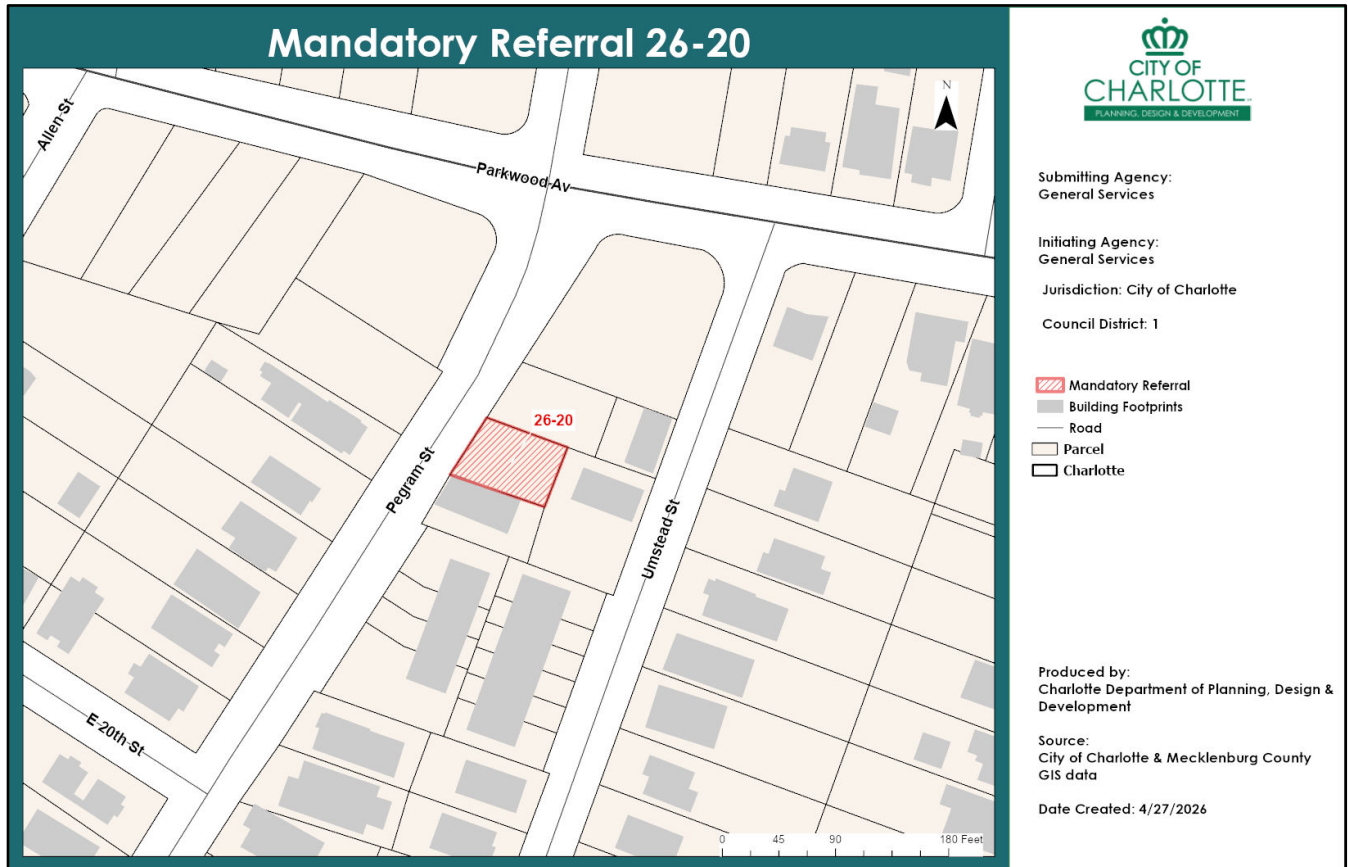 Mandatory Referral 26-20
N
Allen St
Parkwood Av
26-20
Pegram St
Umstead St
E 20th St
0 45 90 180 Feet
CITY OF
CHARLOTTE
PLANNING, DESIGN & DEVELOPMENT
Submitting Agency:
General Services
Initiating Agency:
General Services
Jurisdiction: City of Charlotte
Council District: 1
Mandatory Referral
Building Footprints
Road
Parcel
Charlotte
Produced by:
Charlotte Department of Planning, Design &
Development
Source:
City of Charlotte & Mecklenburg County
GIS data
Date Created: 4/27/2026